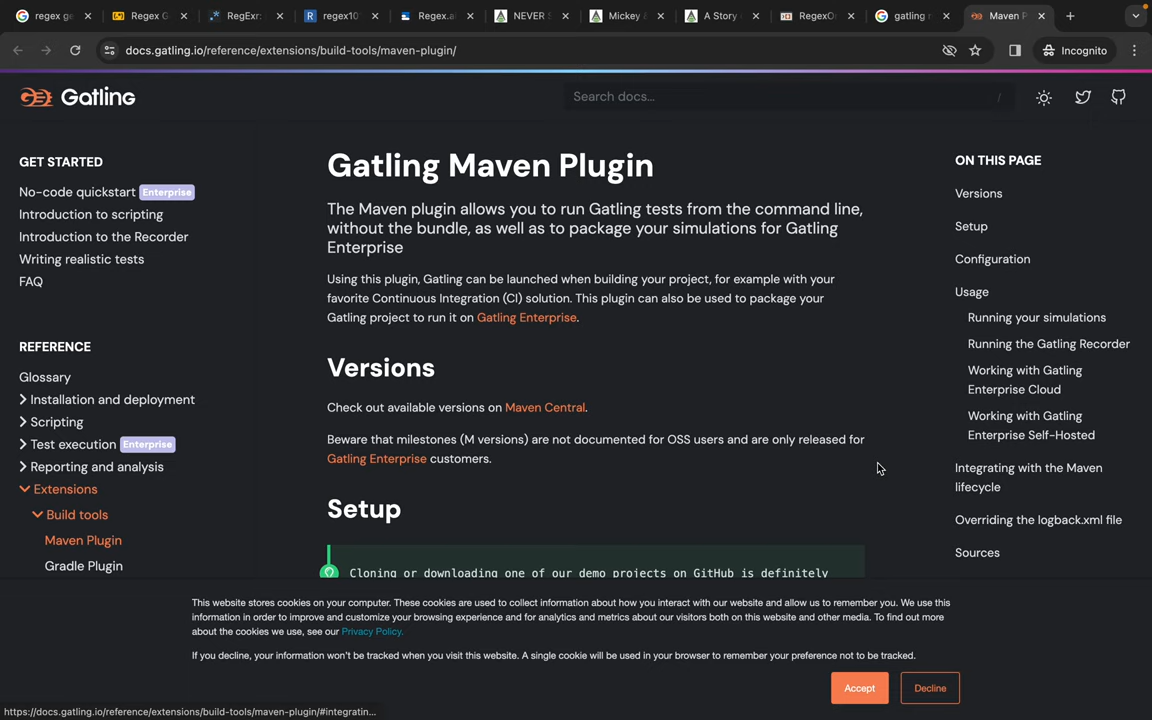 regex ge
Regex G
RegExr:
regex10
Regex.a
NEVER
Mickey &
A Story
RegexO
gatling
Maven P
docs.gatling.io/reference/extensions/build-tools/maven-plugin/
Incognito
Gatling
Search docs...
/
GET STARTED
No-code quickstart Enterprise
Introduction to scripting
Introduction to the Recorder
Writing realistic tests
FAQ
REFERENCE
Glossary
Installation and deployment
Scripting
Test execution Enterprise
Reporting and analysis
Extensions
Build tools
Maven Plugin
Gradle Plugin
Gatling Maven Plugin
The Maven plugin allows you to run Gatling tests from the command line,
without the bundle, as well as to package your simulations for Gatling
Enterprise
Using this plugin, Gatling can be launched when building your project, for example with your
favorite Continuous Integration (CI) solution. This plugin can also be used to package your
Gatling project to run it on Gatling Enterprise.
Versions
Check out available versions on Maven Central.
Beware that milestones (M versions) are not documented for OSS users and are only released for
Gatling Enterprise customers.
Setup
Cloning or downloading one of our demo projects on GitHub is definitely
ON THIS PAGE
Versions
Setup
Configuration
Usage
Running your simulations
Running the Gatling Recorder
Working with Gatling
Enterprise Cloud
Working with Gatling
Enterprise Self-Hosted
Integrating with the Maven
lifecycle
Overriding the logback.xml file
Sources
This website stores cookies on your computer. These cookies are used to collect information about how you interact with our website and allow us to remember you. We use this
information in order to improve and customize your browsing experience and for analytics and metrics about our visitors both on this website and other media. To find out more
about the cookies we use, see our Privacy Policy.
If you decline, your information won't be tracked when you visit this website. A single cookie will be used in your browser to remember your preference not to be tracked.
Accept
Decline
https://docs.gatling.io/reference/extensions/build-tools/maven-plugin/#integratin...